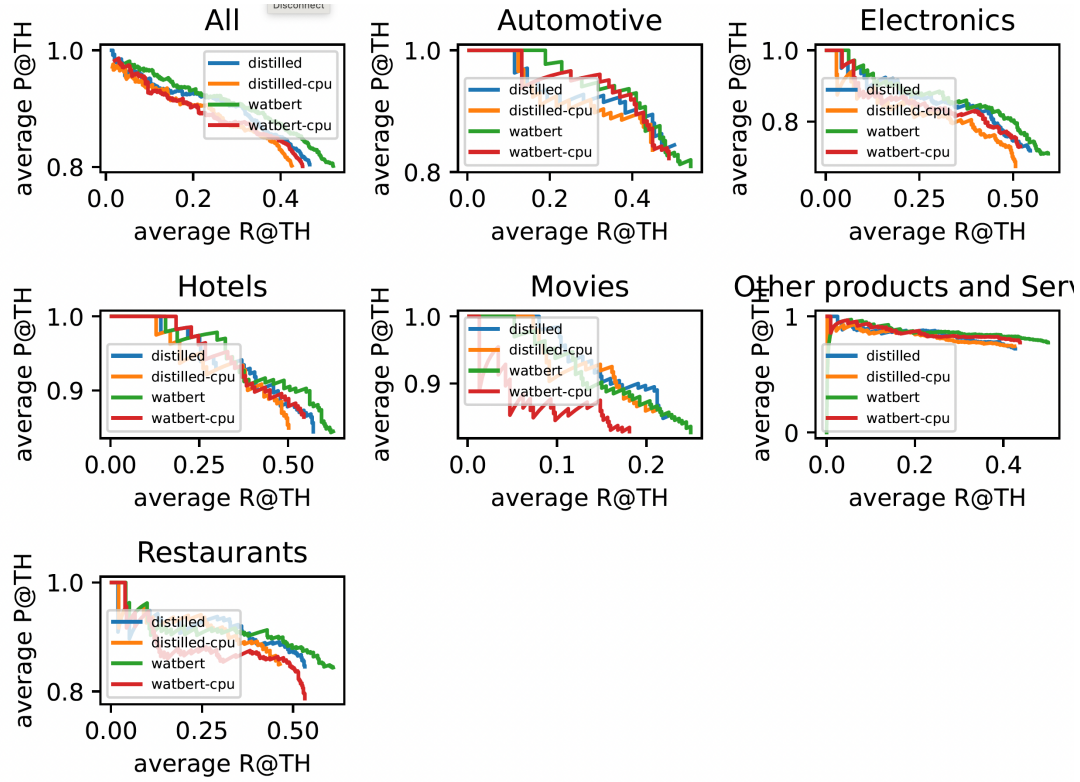 Disconnect
All
average P@TH
1.0
0.8
distilled
distilled-cpu
watbert
watbert-cpu
0.0
0.2
0.4
average R@TH
Automotive
average P@TH
1.0
0.8
distilled
distilled-cpu
watbert
watbert-cpu
0.0
0.2
0.4
average R@TH
Electronics
average P@TH
1.0
0.8
distilled
distilled-cpu
watbert
watbert-cpu
0.00
0.25
0.50
average R@TH
Hotels
average P@TH
1.0
0.9
distilled
distilled-cpu
watbert
watbert-cpu
0.00
0.25
0.50
average R@TH
Movies
average P@TH
1.0
0.9
distilled
distilled-cpu
watbert
watbert-cpu
0.0
0.1
0.2
average R@TH
Other products and Serv
average P@TH
1
0
distilled
distilled-cpu
watbert
watbert-cpu
0.0
0.2
0.4
average R@TH
Restaurants
average P@TH
1.0
0.8
distilled
distilled-cpu
watbert
watbert-cpu
0.00
0.25
0.50
average R@TH